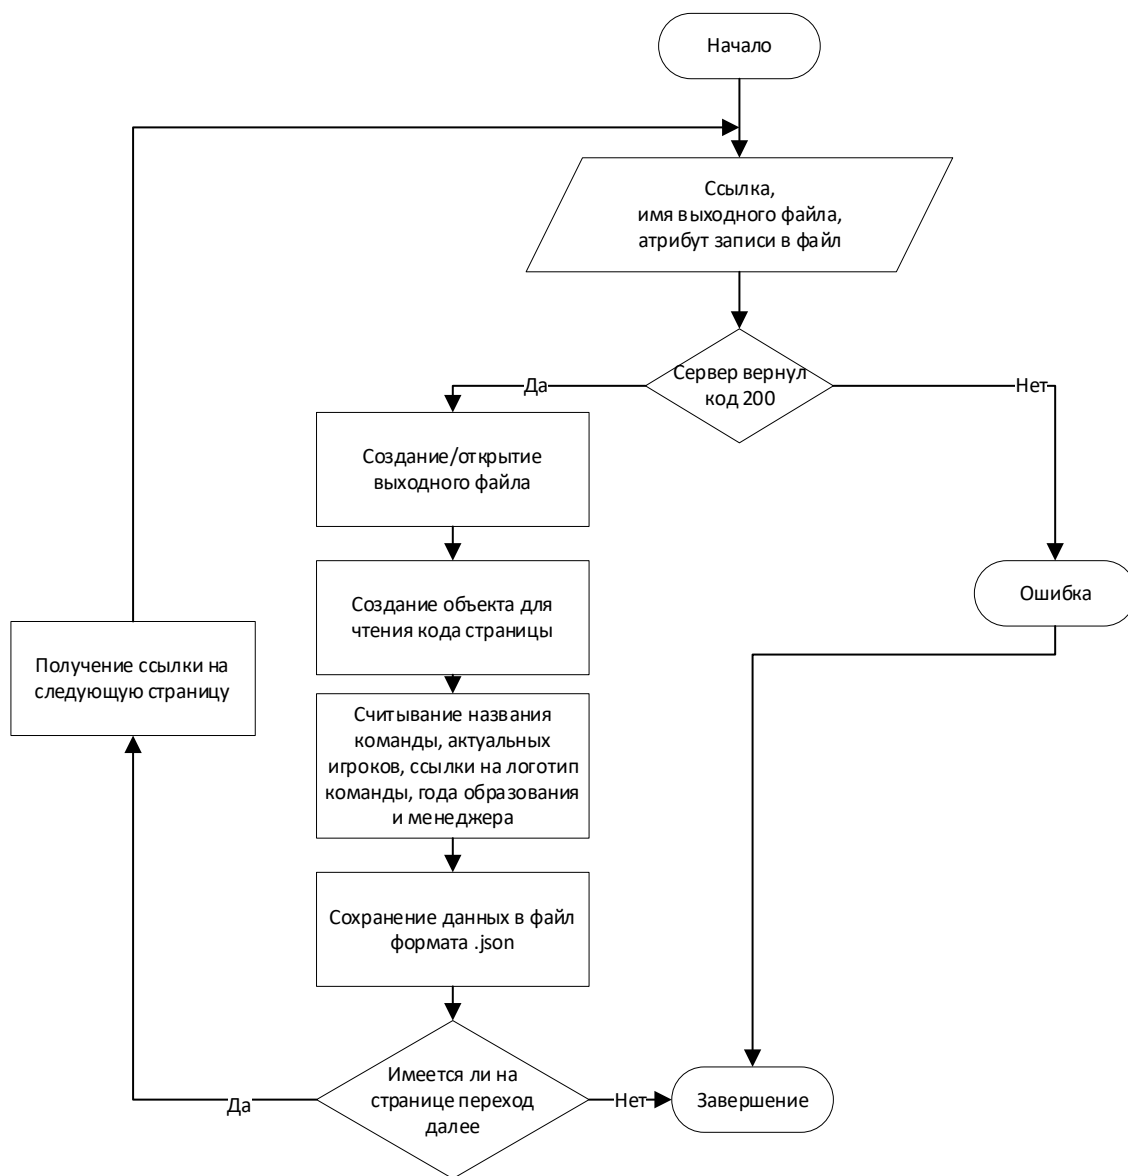 Начало
Ссылка,
имя выходного файла,
атрибут записи в файл
Сервер вернул
код 200
Да
Нет
Создание/открытие
выходного файла
Создание объекта для
чтения кода страницы
Ошибка
Получение ссылки на
следующую страницу
Считывание названия
команды, актуальных
игроков, ссылки на логотип
команды, года образования
и менеджера
Сохранение данных в файл
формата .json
Имеется ли на
странице переход
далее
Да
Нет
Завершение